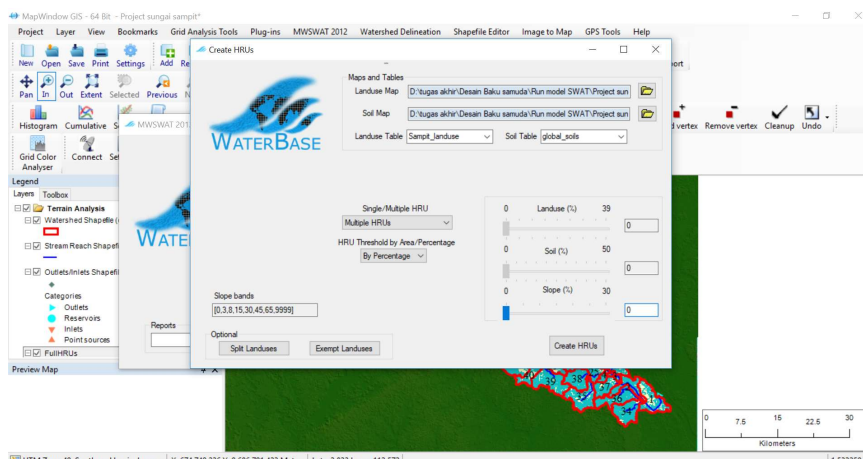 MapWindow GIS - 64 Bit - Project sungai sampit*
Project Layer View Bookmarks Grid Analysis Tools Plug-ins MWSWAT 2012 Watershed Delineation Shapefile Editor Image to Map GPS Tools Help
New Open Save Print Settings Add
Pan In Out Extent Selected Previous
Histogram Cumulative
vertex Remove vertex Cleanup Undo
Grid Color Analyser
Connect
Legend
Layers Toolbox
Terrain Analysis
Watershed Shapefile
Stream Reach Shapefi
Outlets/Inlets Shapefi
Categories
Outlets
Reservoirs
Inlets
Point sources
FullHRUs
Preview Map
MWSWAT 201
WATE
Reports
Create HRUs
WATERBASE
Maps and Tables
Landuse Map D:\tugas akhir\Desain Baku samuda\Run model SWAT\Project sun
Soil Map D:\tugas akhir\Desain Baku samuda\Run model SWAT\Project sun
Landuse Table Sampit_landuse Soil Table global_soils
Single/Multiple HRU
Multiple HRUs
HRU Threshold by Area/Percentage
By Percentage
0 Landuse (%) 39
0
0 Soil (%) 50
0
0 Slope (%) 30
0
Slope bands
[0,3,8,15,30,45,65,9999]
Optional
Split Landuses Exempt Landuses
Create HRUs
39 38
36
34
0 7.5 15 22.5 30
Kilometers